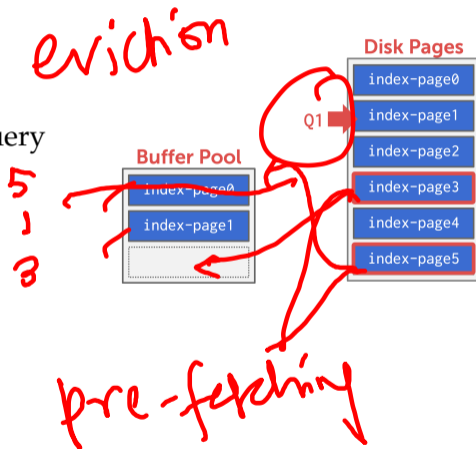 eviction
Disk Pages
index-page0
Q1
index-page1
uery
index-page2
Buffer Pool
5
index-page0
index-page3
1
index-page1
index-page4
3
index-page5
pre-fetching